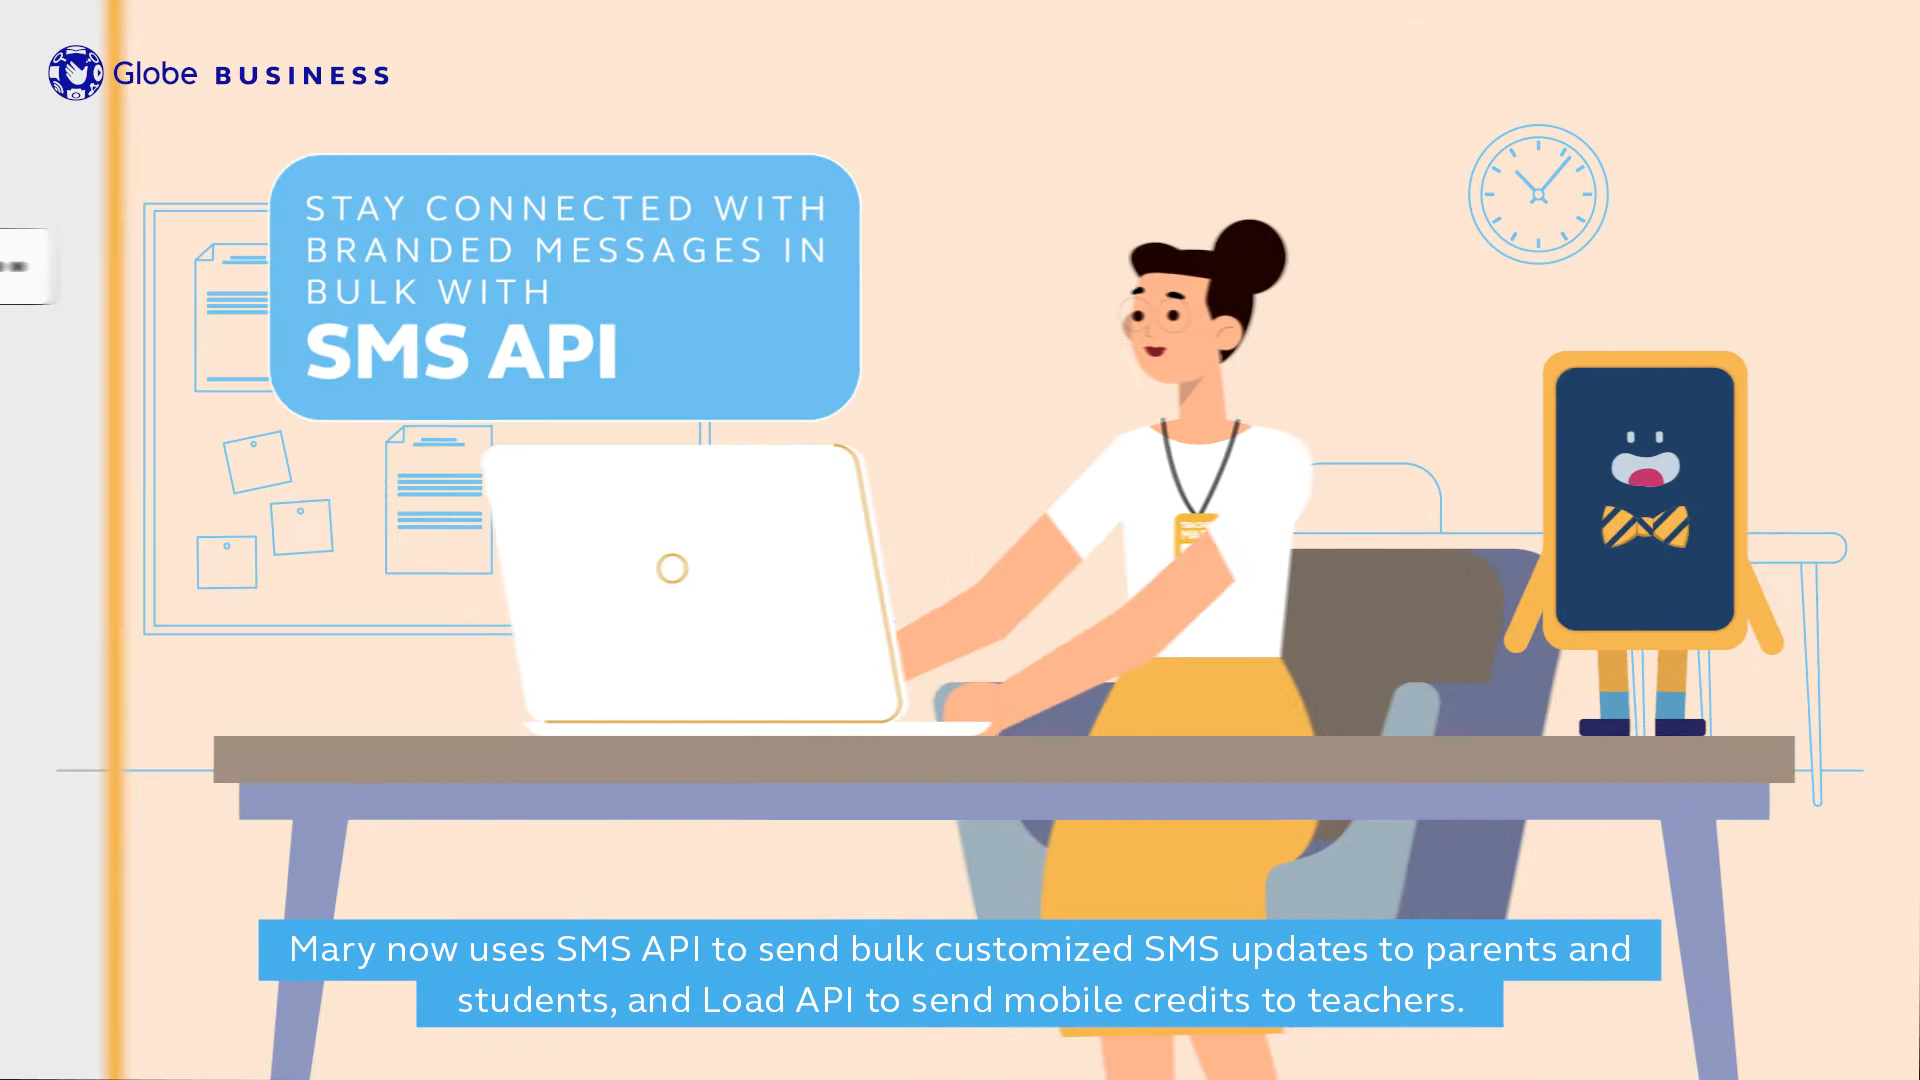 Globe BUSINESS
STAY CONNECTED WITH
BRANDED MESSAGES IN
BULK WITH
SMS API
Mary now uses SMS API to send bulk customized SMS updates to parents and
students, and Load API to send mobile credits to teachers.